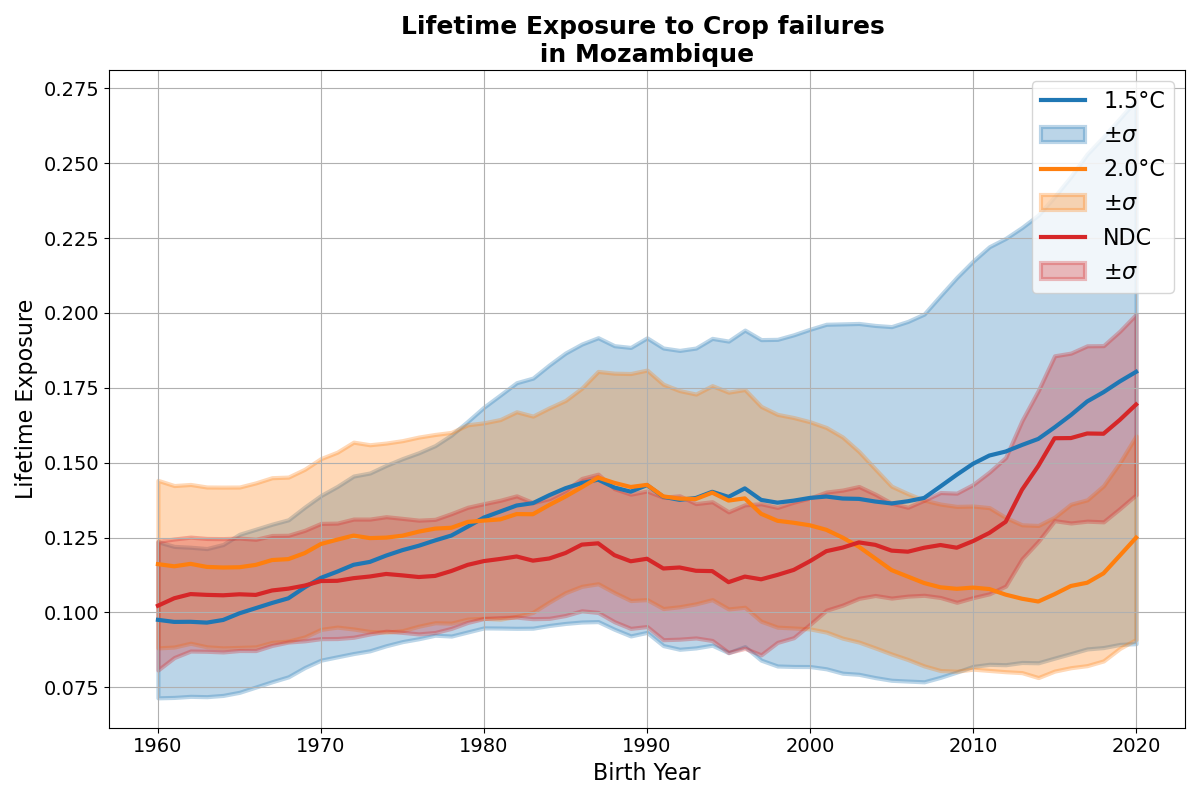 Lifetime Exposure to Crop failures
in Mozambique
0.275
0.250
0.225
0.200
0.175
0.150
0.125
0.100
0.075
Lifetime Exposure
1960
1970
1980
1990
2000
2010
2020
Birth Year
1.5°C
±σ
2.0°C
±σ
NDC
±σ